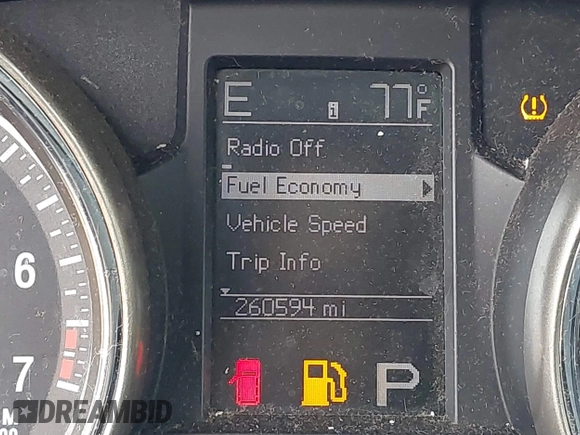 E i 77°F
Radio Off
Fuel Economy
Vehicle Speed
Trip Info
260594 mi
P
6
7
DREAMBID